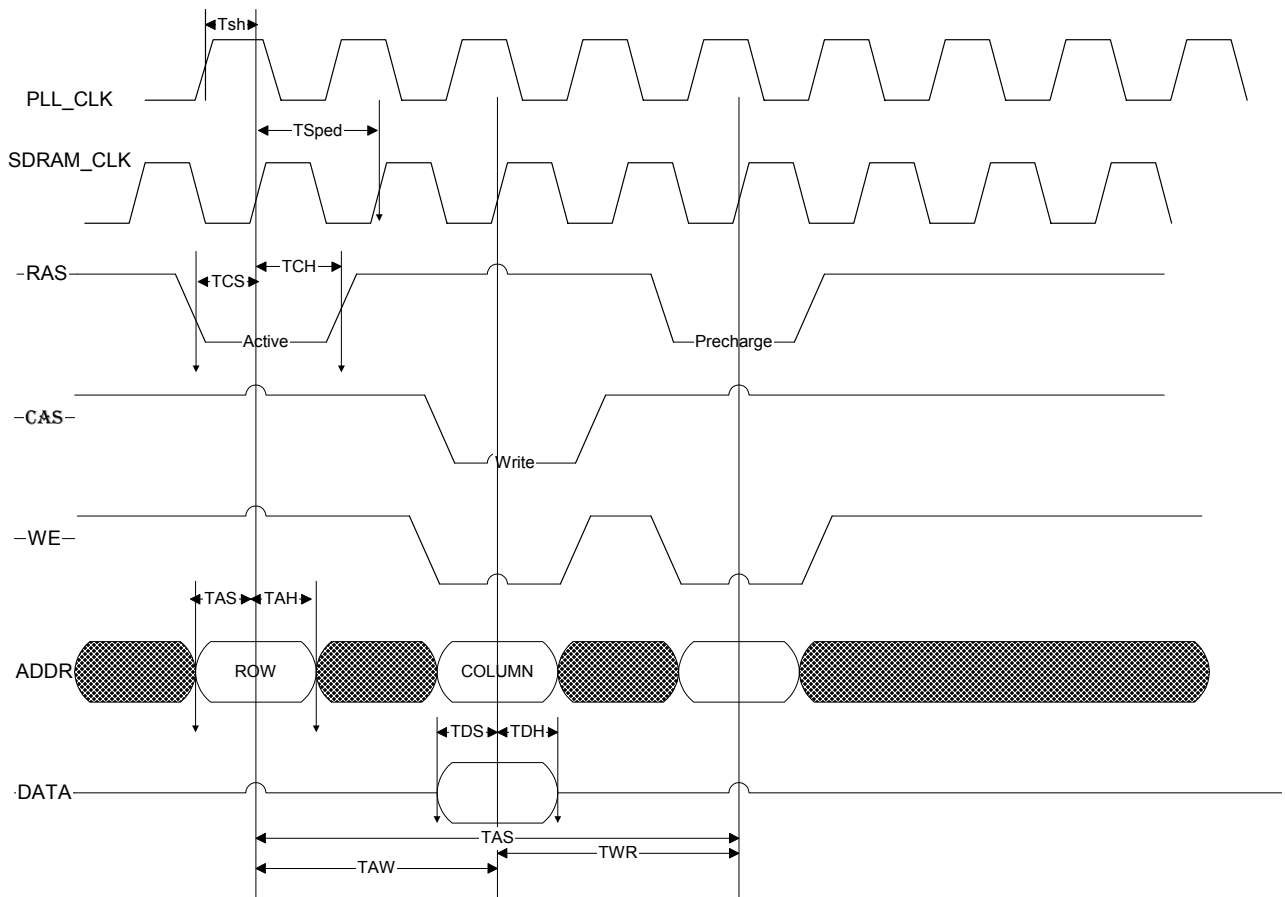 Tsh
PLL_CLK
TSped
SDRAM_CLK
RAS
TCS
TCH
Active
Precharge
CAS
Write
WE
TAS
TAH
ADDR
ROW
COLUMN
TDS
TDH
DATA
TAS
TWR
TAW